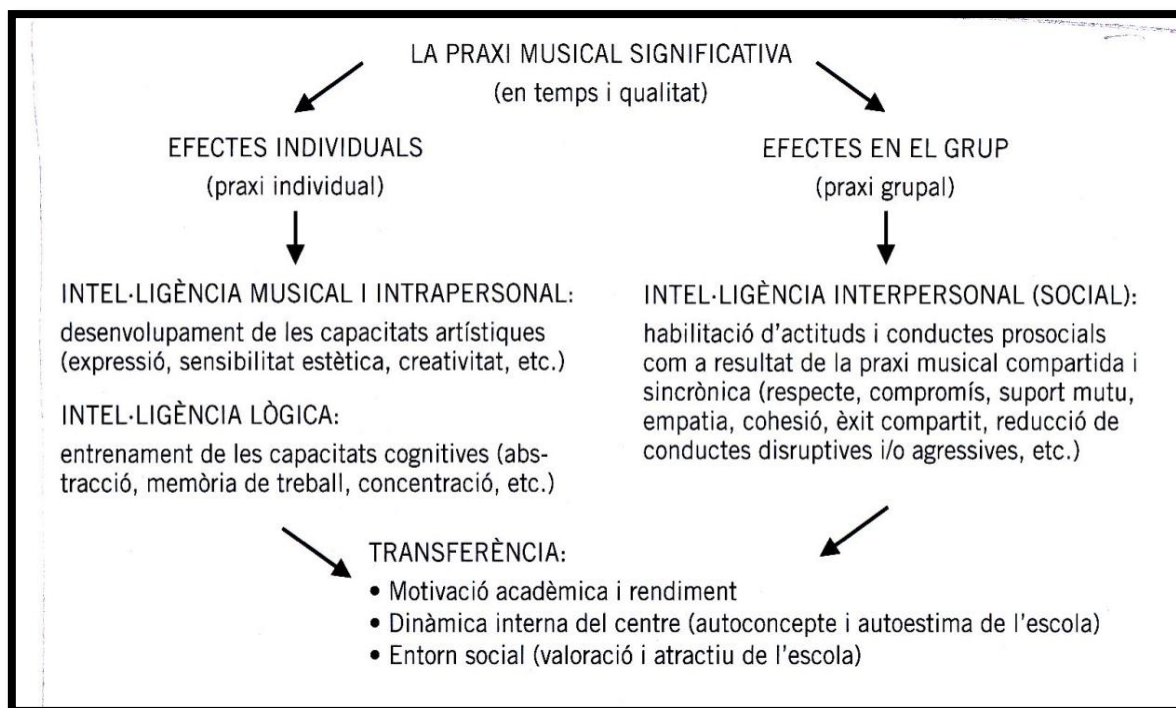 LA PRAXI MUSICAL SIGNIFICATIVA
(en temps i qualitat)
EFECTES INDIVIDUALS
(praxi individual)
EFECTES EN EL GRUP
(praxi grupal)
INTEL·LIGÈNCIA MUSICAL I INTRAPERSONAL:
desenvolupament de les capacitats artístiques
(expressió, sensibilitat estètica, creativitat, etc.)
INTEL·LIGÈNCIA LÒGICA:
entrenament de les capacitats cognitives (abs-
tracció, memòria de treball, concentració, etc.)
INTEL·LIGÈNCIA INTERPERSONAL (SOCIAL):
habilitació d'actituds i conductes prosocials
com a resultat de la praxi musical compartida i
sincrònica (respecte, compromís, suport mutu,
empatia, cohesió, èxit compartit, reducció de
conductes disruptives i/o agressives, etc.)
TRANSFERÈNCIA:
• Motivació acadèmica i rendiment
• Dinàmica interna del centre (autoconcepte i autoestima de l'escola)
• Entorn social (valoració i atractiu de l'escola)